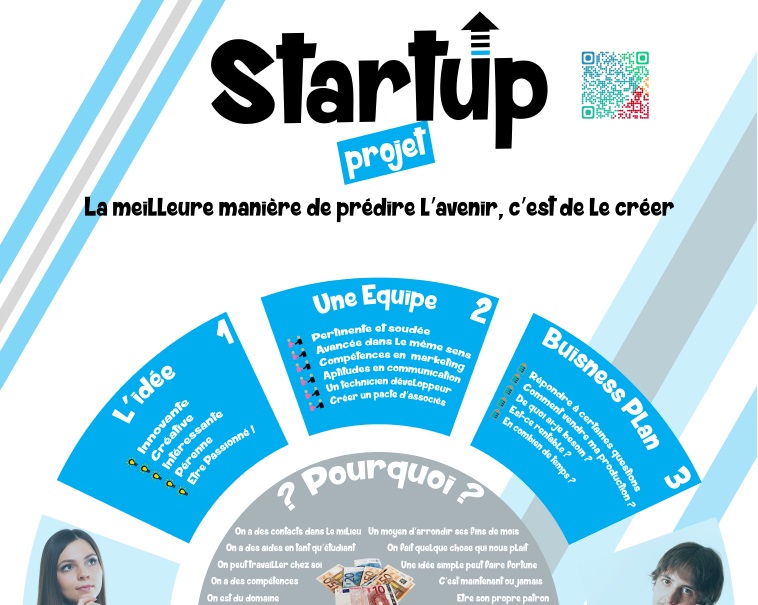 Startup
projet
La meilleure manière de prédire l'avenir, c'est de le créer
1
L'idée
Innovante
Créative
Intéressante
Pérenne
Etre Passionné !
2
Une Equipe
Pertinente et soudée
Avancée dans le même sens
Compétences en marketing
Aptitudes en communication
Un technicien développeur
Créer un pacte d'associés
Buisness Plan
3
Répondre à certaines questions
Comment vendre ma production ?
De quoi ai-je besoin ?
Est-ce rentable ?
En combien de temps ?
? Pourquoi ?
On a des contacts dans le milieu
On a des aides en tant qu'étudiant
On peut travailler chez soi
On a des compétences
On est du domaine
Un moyen d'arrondir ses fins de mois
On fait quelque chose qui nous plait
Une idée simple peut faire fortune
C'est maintenant ou jamais
Etre son propre patron